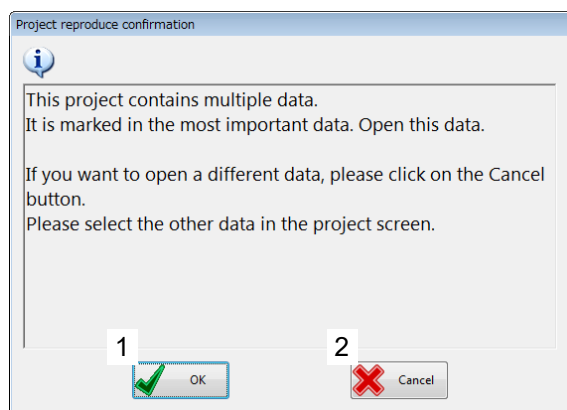 Project reproduce confirmation
This project contains multiple data.
It is marked in the most important data. Open this data.
If you want to open a different data, please click on the Cancel
button.
Please select the other data in the project screen.
1
2
OK
Cancel